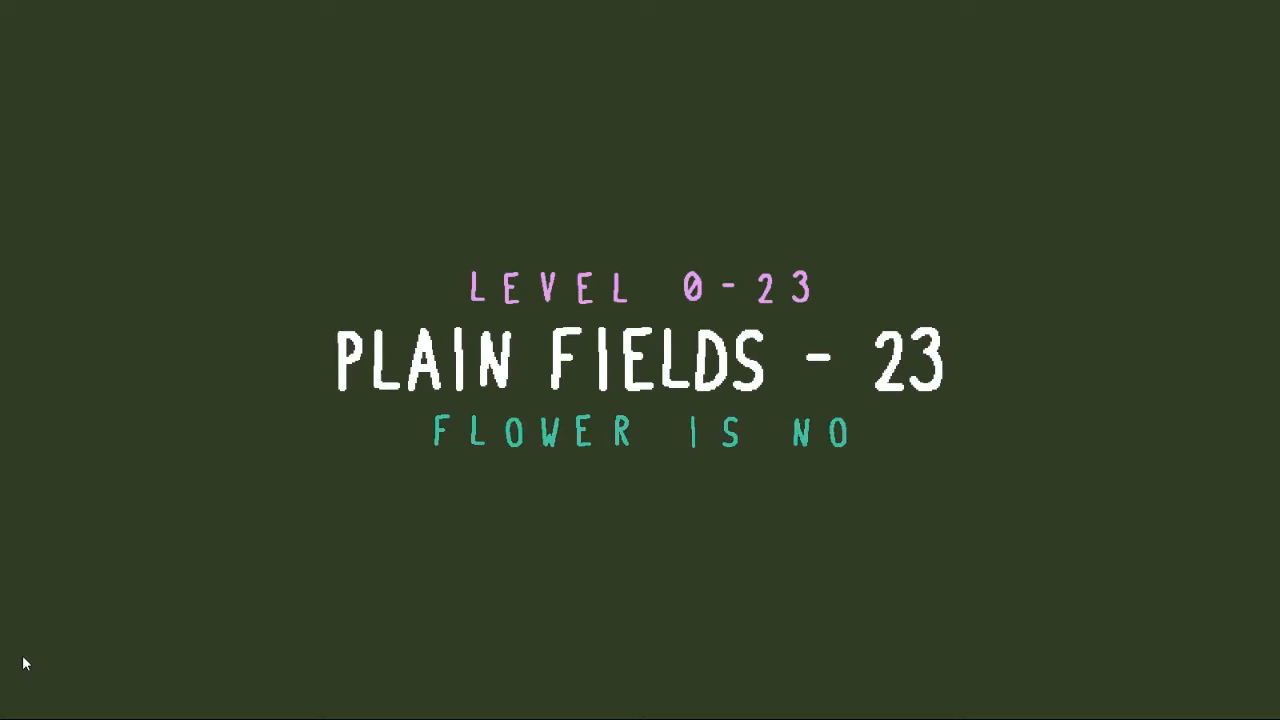 LEVEL 0-23
PLAIN FIELDS - 23
FLOWER IS NO